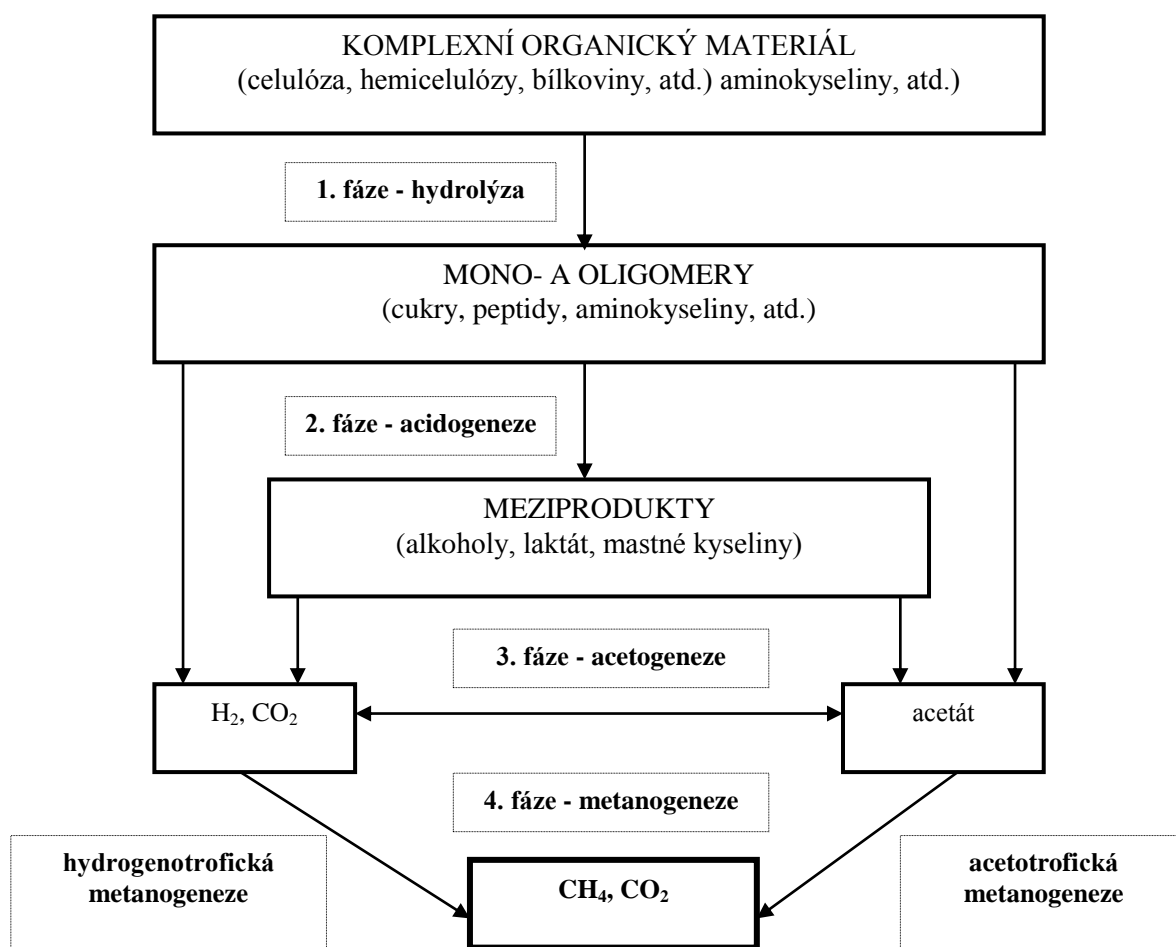 KOMPLEXNÍ ORGANICKÝ MATERIÁL
(celulóza, hemicelulózy, bílkoviny, atd.) aminokyseliny, atd.)
1. fáze - hydrolýza
MONO- A OLIGOMERY
(cukry, peptidy, aminokyseliny, atd.)
2. fáze - acidogeneze
MEZIPRODUKTY
(alkoholy, laktát, mastné kyseliny)
3. fáze - acetogeneze
H₂, CO₂
acetát
4. fáze - metanogeneze
hydrogenotrofická
metanogeneze
CH₄, CO₂
acetotrofická
metanogeneze